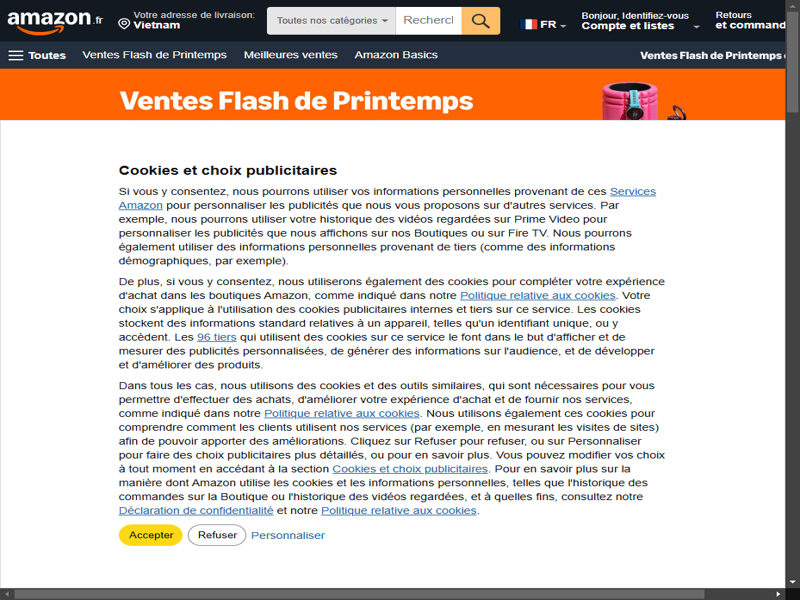 amazon.fr
Votre adresse de livraison:
Vietnam
Toutes nos catégories
Recherc
FR
Bonjour, Identifiez-vous
Compte et listes
Retours
et command
Toutes
Ventes Flash de Printemps
Meilleures ventes
Amazon Basics
Ventes Flash de Printemps
Ventes Flash de Printemps
Cookies et choix publicitaires
Si vous y consentez, nous pourrons utiliser vos informations personnelles provenant de ces Services
Amazon pour personnaliser les publicités que nous vous proposons sur d'autres services. Par
exemple, nous pourrons utiliser votre historique des vidéos regardées sur Prime Video pour
personnaliser les publicités que nous affichons sur nos Boutiques ou sur Fire TV. Nous pourrons
également utiliser des informations personnelles provenant de tiers (comme des informations
démographiques, par exemple).
De plus, si vous y consentez, nous utiliserons également des cookies pour compléter votre expérience
d'achat dans les boutiques Amazon, comme indiqué dans notre Politique relative aux cookies. Votre
choix s'applique à l'utilisation des cookies publicitaires internes et tiers sur ce service. Les cookies
stockent des informations standard relatives à un appareil, telles qu'un identifiant unique, ou y
accèdent. Les 96 tiers qui utilisent des cookies sur ce service le font dans le but d'afficher et de
mesurer des publicités personnalisées, de générer des informations sur l'audience, et de développer
et d'améliorer des produits.
Dans tous les cas, nous utilisons des cookies et des outils similaires, qui sont nécessaires pour vous
permettre d'effectuer des achats, d'améliorer votre expérience d'achat et de fournir nos services,
comme indiqué dans notre Politique relative aux cookies. Nous utilisons également ces cookies pour
comprendre comment les clients utilisent nos services (par exemple, en mesurant les visites de sites)
afin de pouvoir apporter des améliorations. Cliquez sur Refuser pour refuser, ou sur Personnaliser
pour faire des choix publicitaires plus détaillés, ou pour en savoir plus. Vous pouvez modifier vos choix
à tout moment en accédant à la section Cookies et choix publicitaires. Pour en savoir plus sur la
manière dont Amazon utilise les cookies et les informations personnelles, telles que l'historique des
commandes sur la Boutique ou l'historique des vidéos regardées, et à quelles fins, consultez notre
Déclaration de confidentialité et notre Politique relative aux cookies.
Accepter
Refuser
Personnaliser